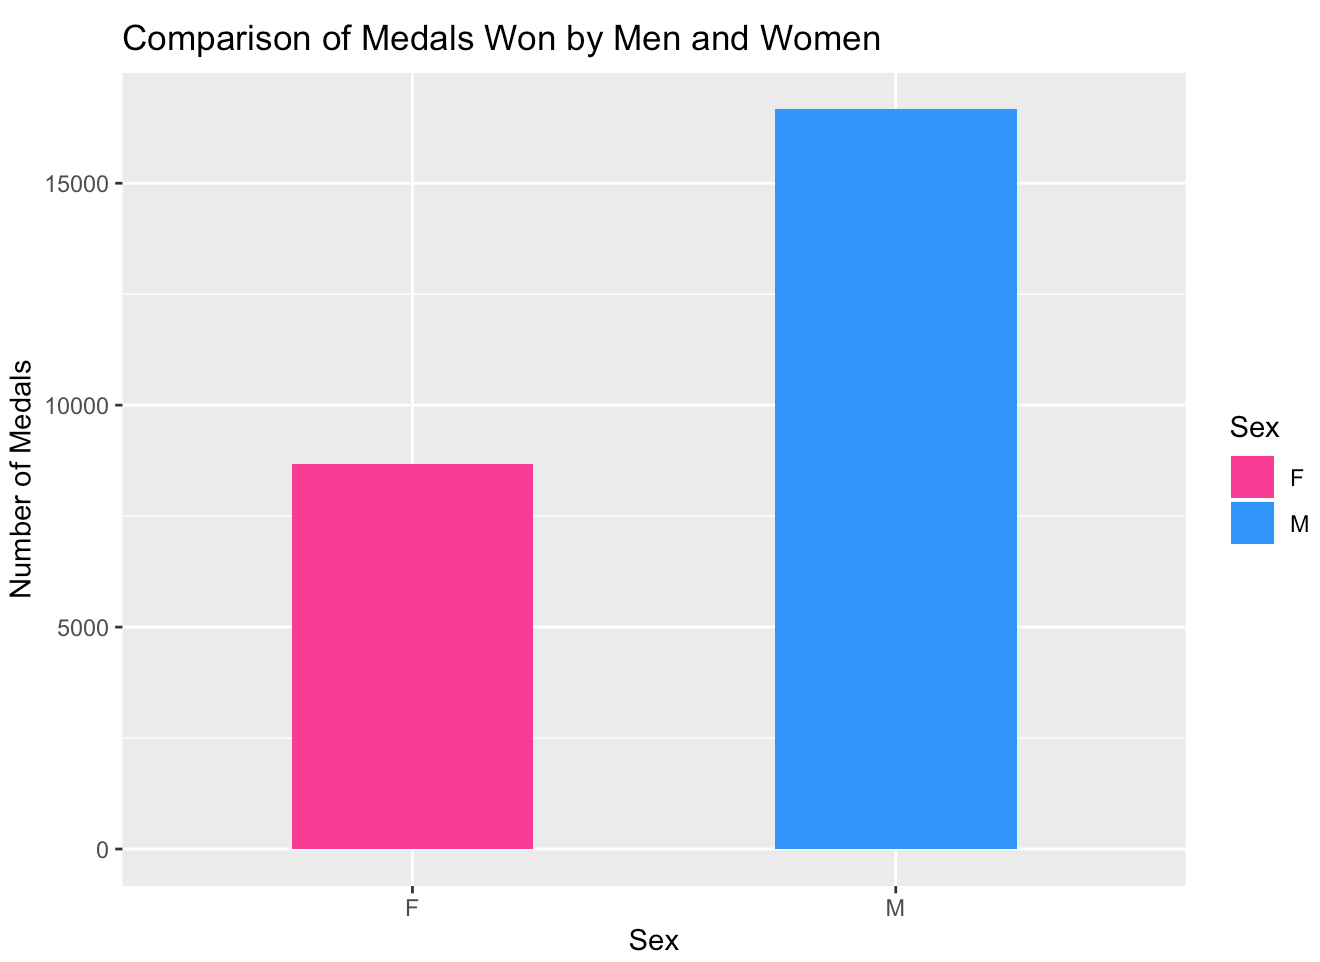 Comparison of Medals Won by Men and Women
Number of Medals
15000
10000
5000
0
F
M
Sex
Sex
F
M